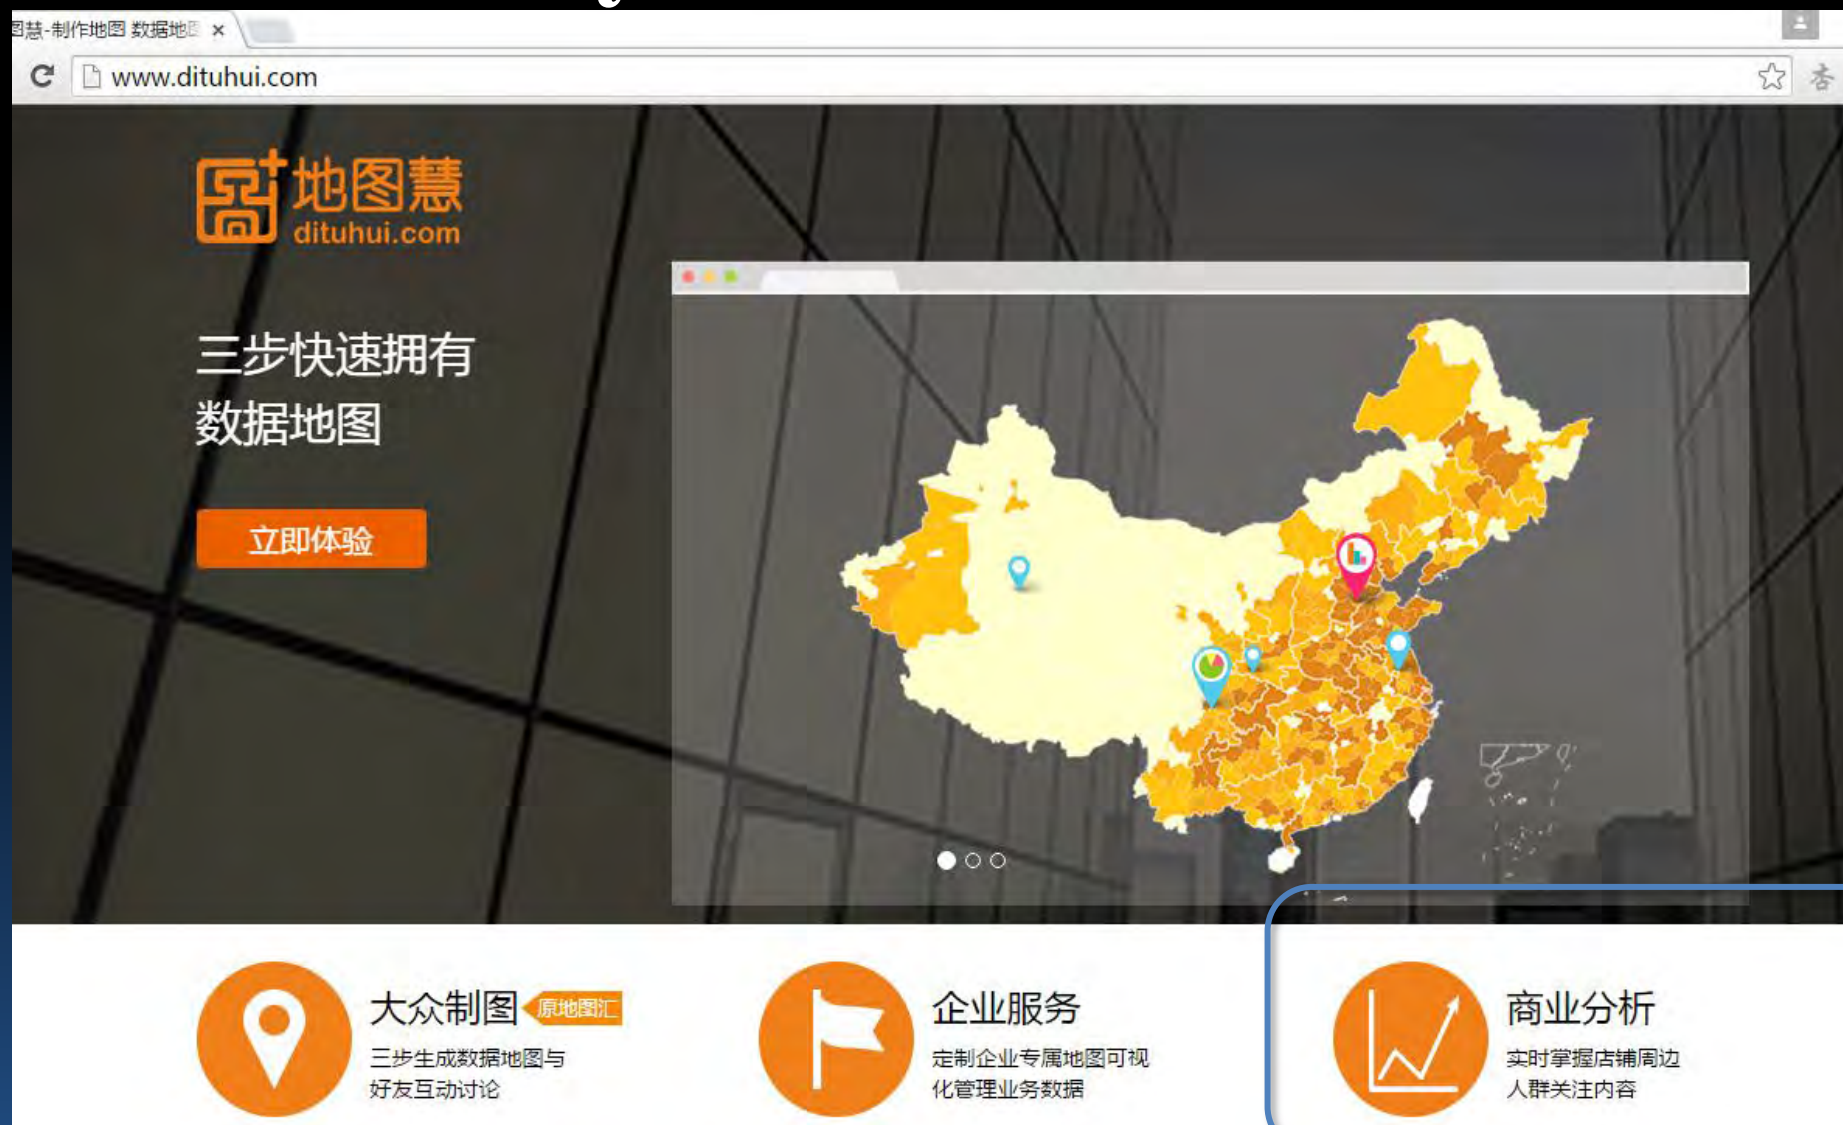 图慧-制作地图 数据地图
www.dituhui.com
杏
地图慧
dituhui.com
三步快速拥有
数据地图
立即体验
大众制图 原地图汇
三步生成数据地图与
好友互动讨论
企业服务
定制企业专属地图可视
化管理业务数据
商业分析
实时掌握店铺周边
人群关注内容